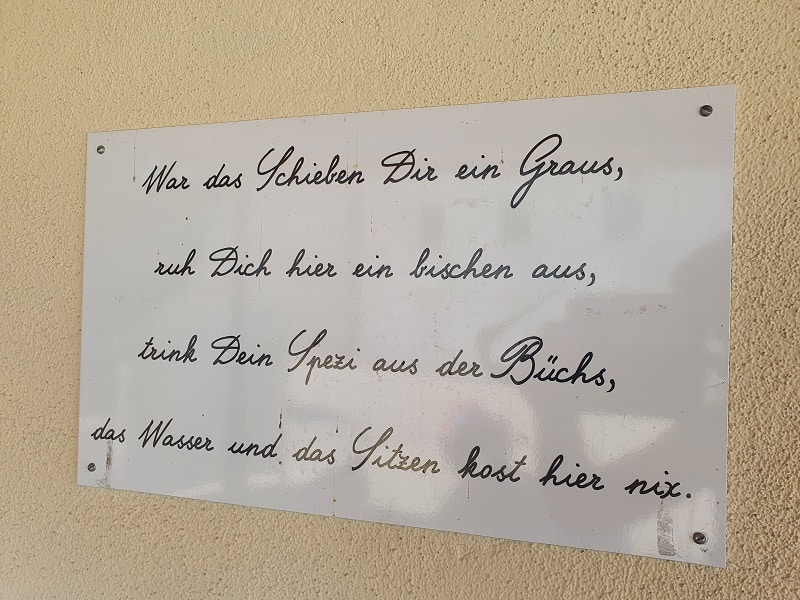 War das Schieben Dir ein Graus,
ruh Dich hier ein bischen aus,
trink Dein Spezi aus der Büchs,
das Wasser und das Sitzen kost hier nix.